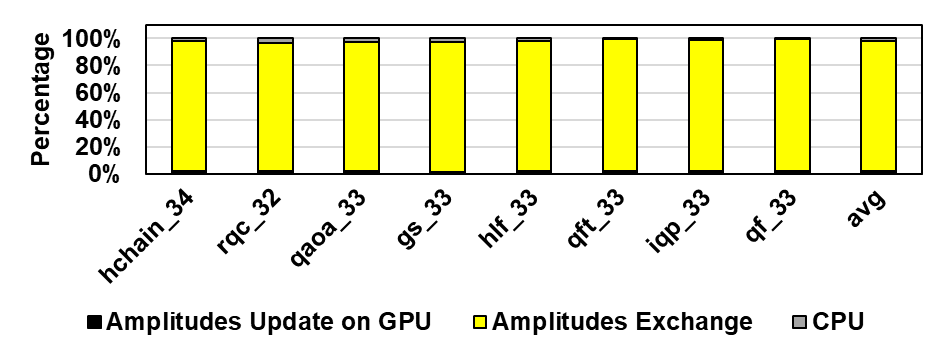 Percentage
100%
80%
60%
40%
20%
0%
hchain_34
rqc_32
qaoa_33
gs_33
hlf_33
qft_33
iqp_33
qf_33
avg
Amplitudes Update on GPU
Amplitudes Exchange
CPU